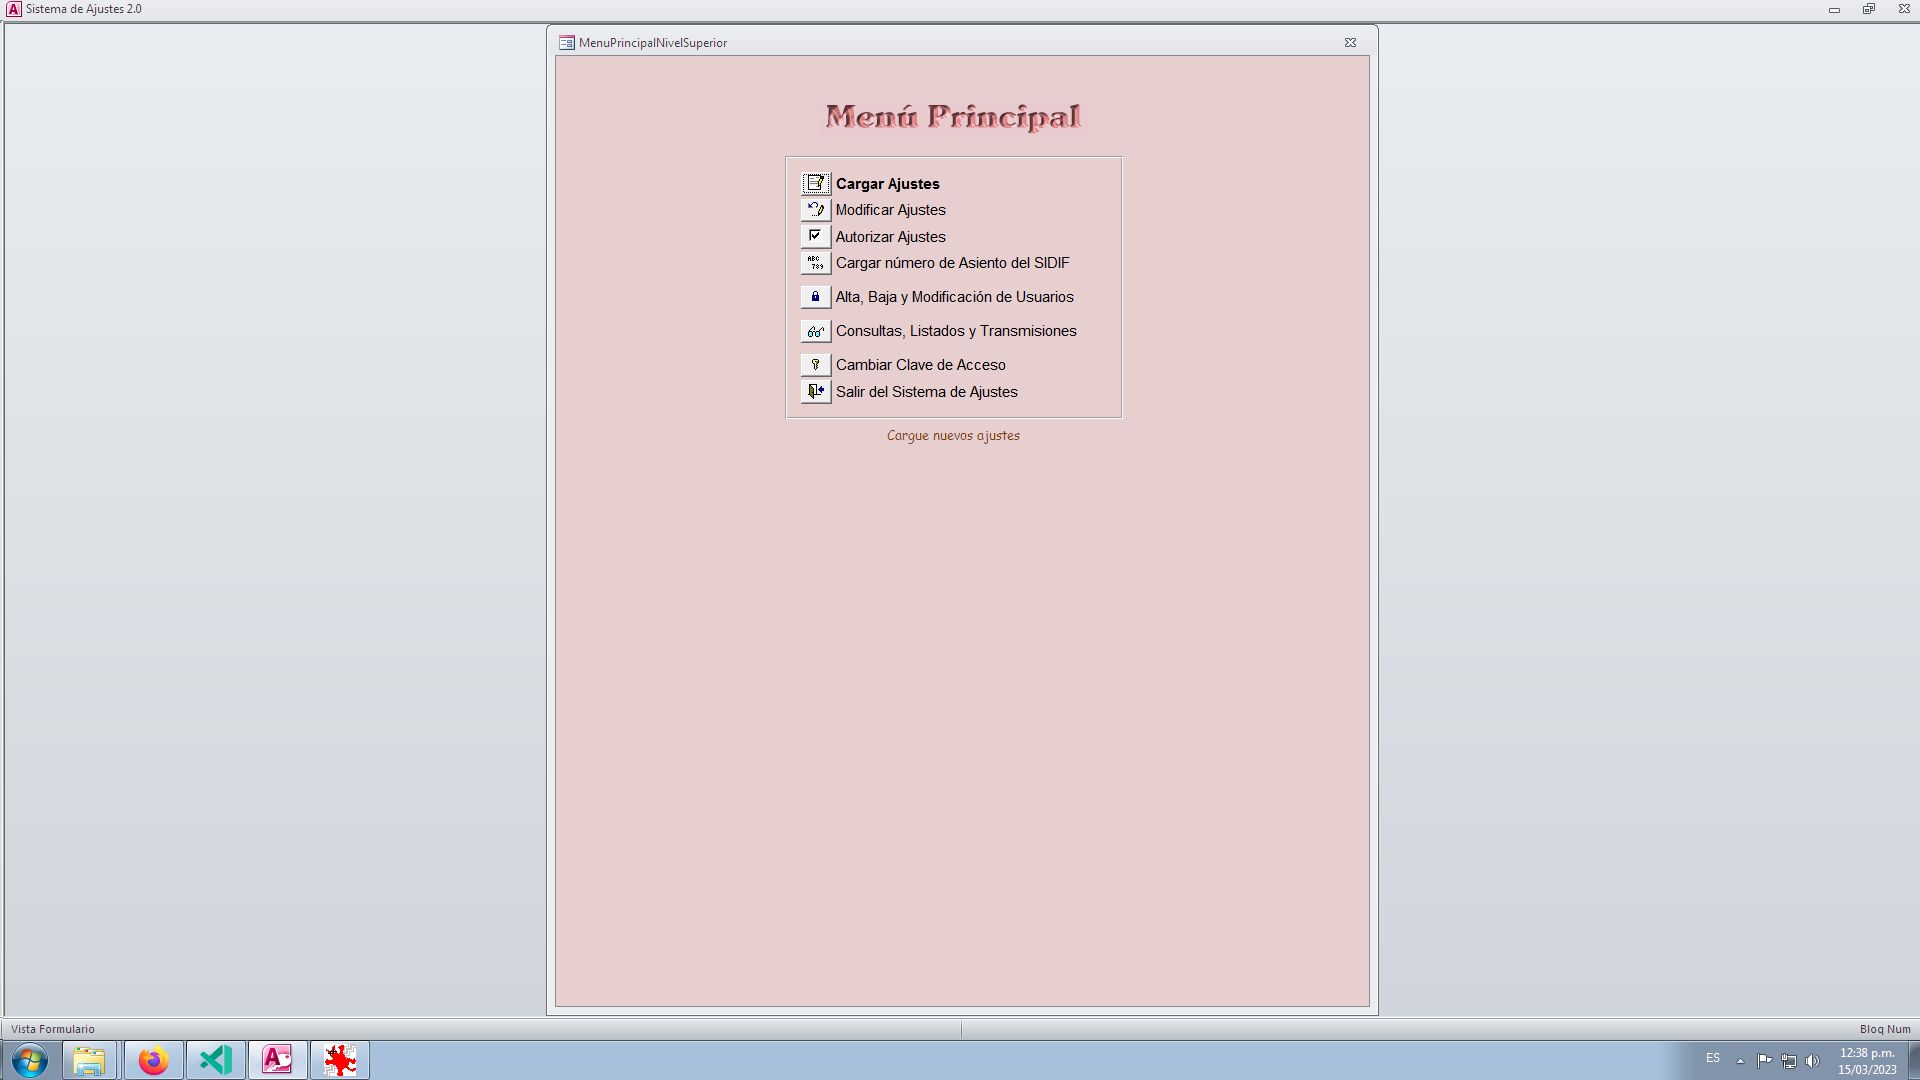 Sistema de Ajustes 2.0
MenuPrincipalNivelSuperior
Menú Principal
Cargar Ajustes
Modificar Ajustes
Autorizar Ajustes
ABC 789 Cargar número de Asiento del SIDIF
Alta, Baja y Modificación de Usuarios
Consultas, Listados y Transmisiones
Cambiar Clave de Acceso
Salir del Sistema de Ajustes
Cargue nuevos ajustes
Vista Formulario
Bloq Num
ES
12:38 p.m.
15/03/2023